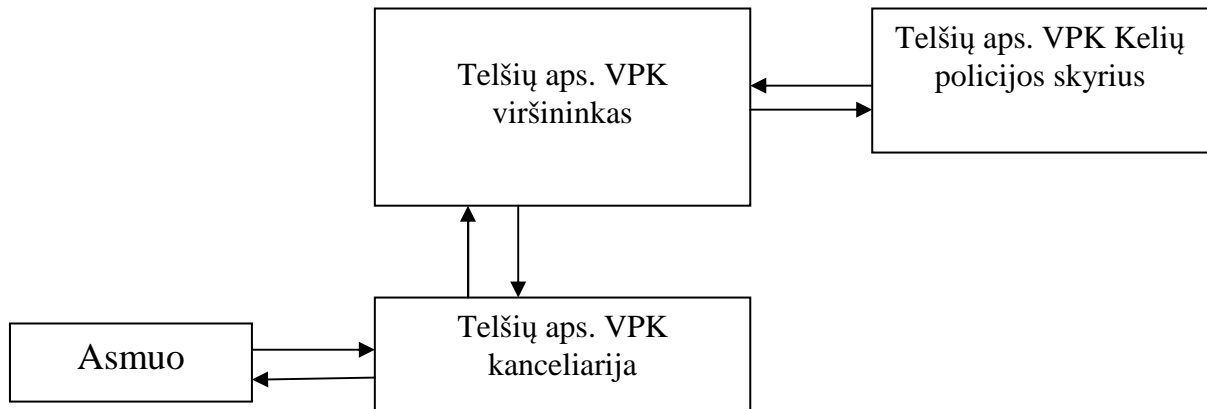 Telšių aps. VPK
viršininkas
Telšių aps. VPK Kelių
policijos skyrius
Telšių aps. VPK
kanceliarija
Asmuo